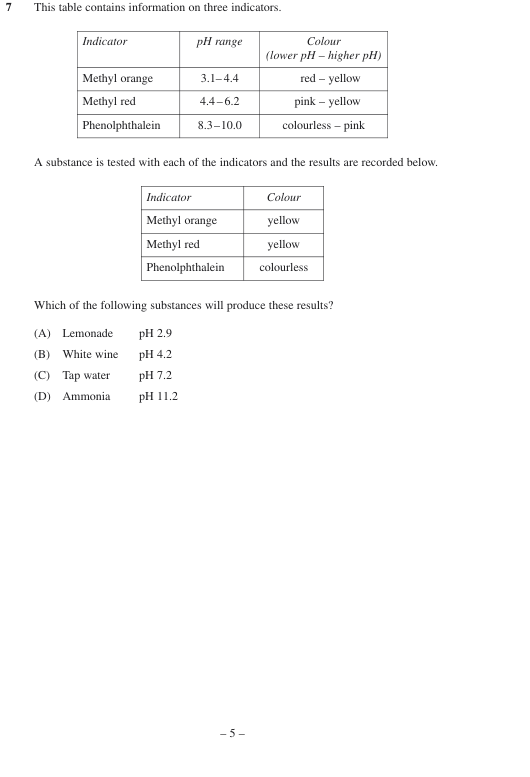 7 This table contains information on three indicators.
Indicator pH range Colour
(lower pH – higher pH)
Methyl orange 3.1–4.4 red – yellow
Methyl red 4.4–6.2 pink – yellow
Phenolphthalein 8.3–10.0 colourless – pink
A substance is tested with each of the indicators and the results are recorded below.
Indicator Colour
Methyl orange yellow
Methyl red yellow
Phenolphthalein colourless
Which of the following substances will produce these results?
(A) Lemonade pH 2.9
(B) White wine pH 4.2
(C) Tap water pH 7.2
(D) Ammonia pH 11.2
– 5 –